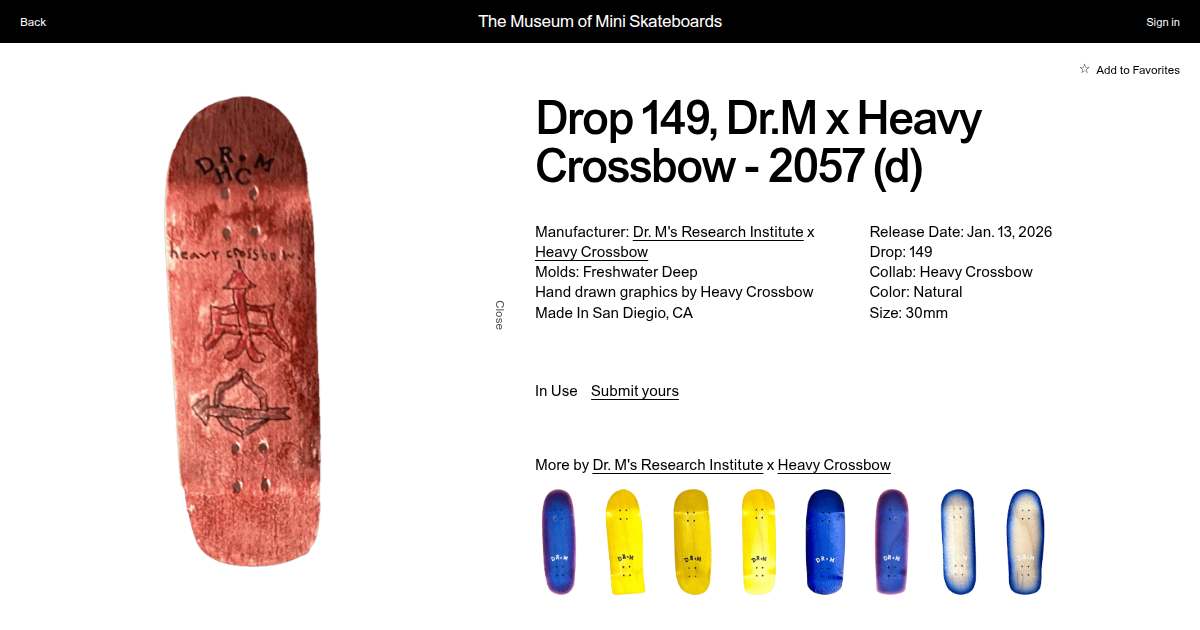 Back
The Museum of Mini Skateboards
Sign in
☆ Add to Favorites
DR.M
HC
heavy crossbow
Drop 149, Dr.M x Heavy
Crossbow - 2057 (d)
Manufacturer: Dr. M's Research Institute x
Heavy Crossbow
Molds: Freshwater Deep
Hand drawn graphics by Heavy Crossbow
Made In San Diegio, CA
Release Date: Jan. 13, 2026
Drop: 149
Collab: Heavy Crossbow
Color: Natural
Size: 30mm
Close
In Use Submit yours
More by Dr. M's Research Institute x Heavy Crossbow
DR.M
DR.M
DR.M
DR.M
DR.M
DR.M
DR.M
DR.M